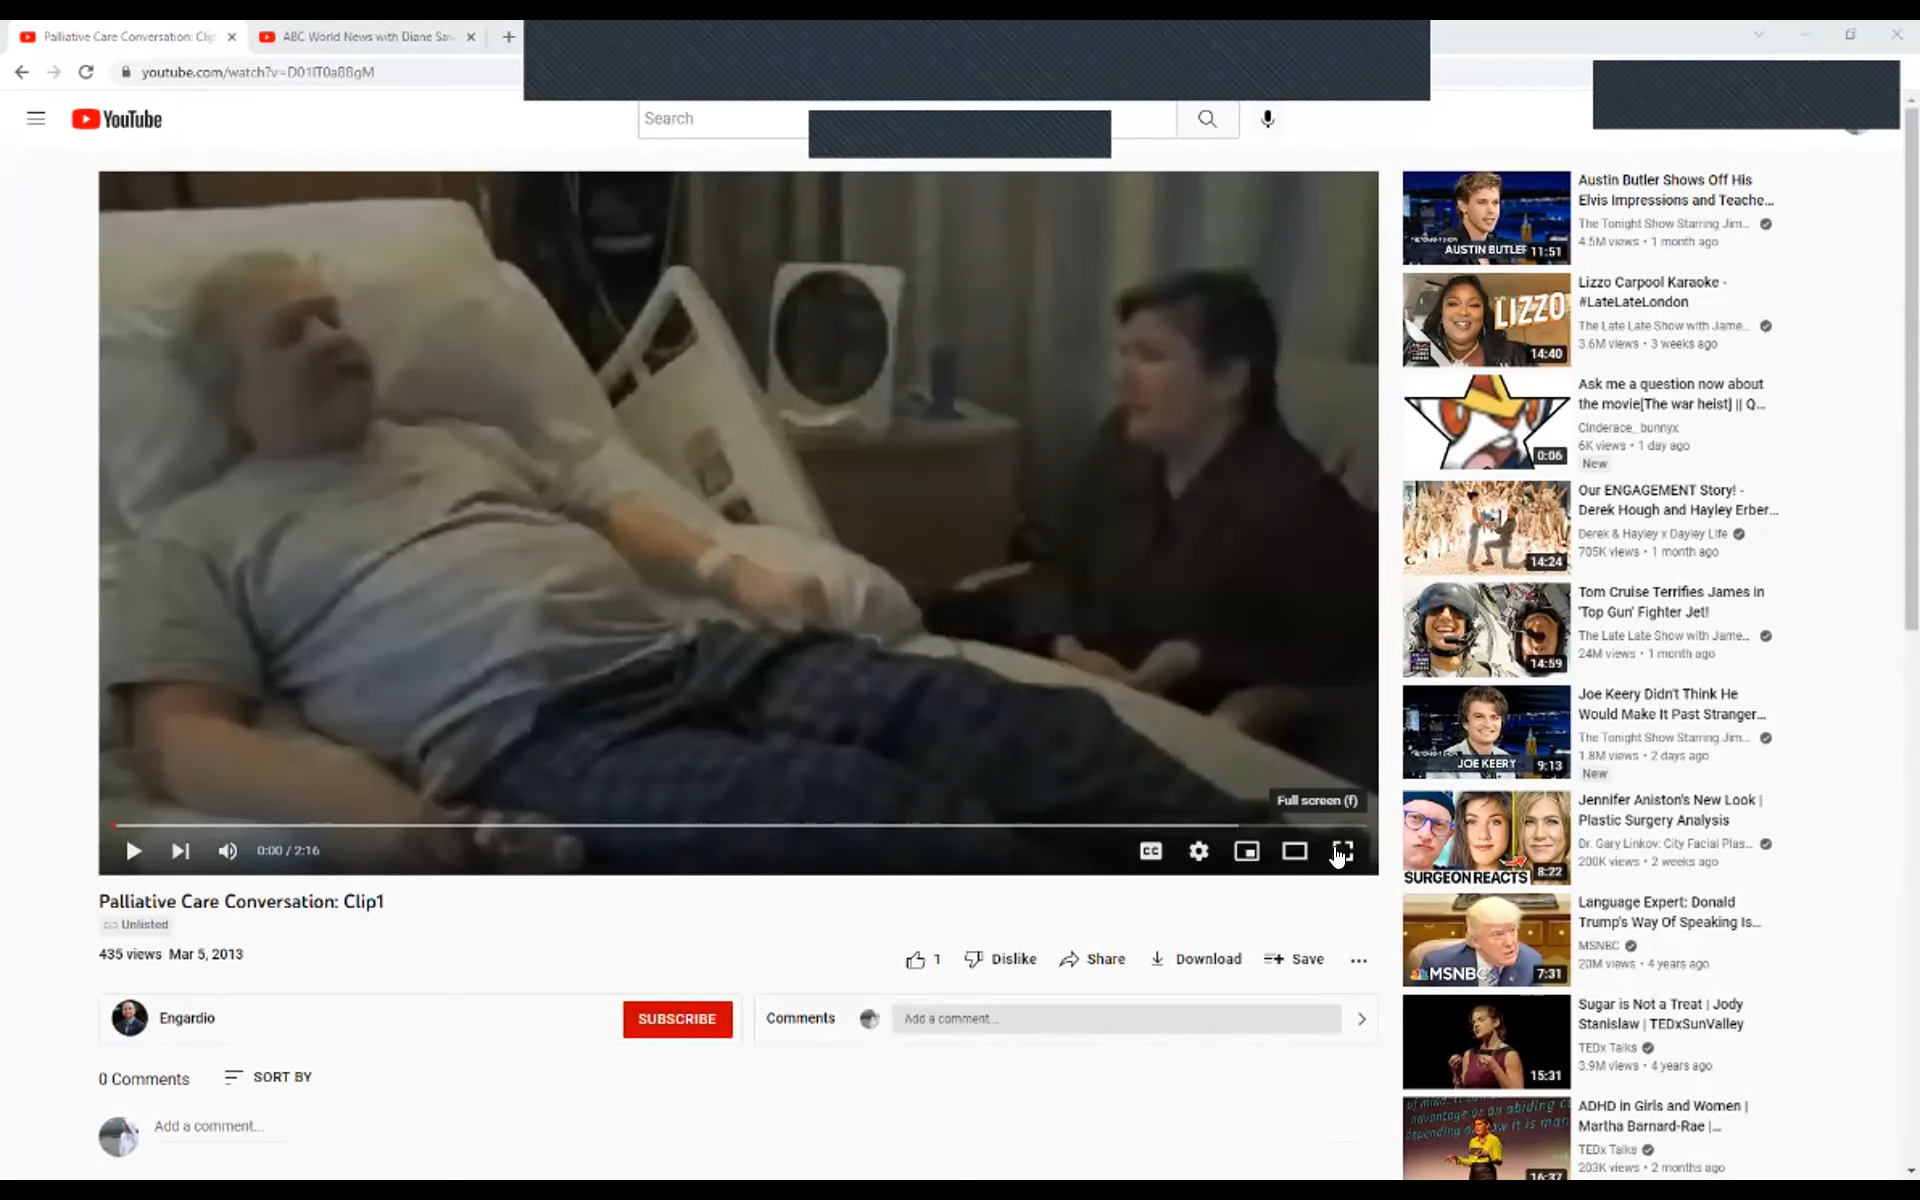 Palliative Care Conversation: Clip
ABC World News with Diane Saw
youtube.com/watch?v=
YouTube
Search
Full screen (f)
0:00 / 2:16
CC
Palliative Care Conversation: Clip1
Unlisted
435 views Mar 5, 2013
1
Dislike
Share
Download
Save
Engardio
SUBSCRIBE
Comments
Add a comment...
0 Comments
SORT BY
Add a comment...
AUSTIN BUTLER 11:51
Austin Butler Shows Off His
Elvis Impressions and Teache...
The Tonight Show Starring Jim...
4.5M views • 1 month ago
LIZZO
14:40
Lizzo Carpool Karaoke -
#LateLateLondon
The Late Late Show with Jame...
3.6M views • 3 weeks ago
0:06
Ask me a question now about
the movie[The war heist] || Q...
Cinderace_ bunnyx
6K views • 1 day ago
New
14:24
Our ENGAGEMENT Story! -
Derek Hough and Hayley Erber...
Derek & Hayley x Dayley Life
705K views • 1 month ago
14:59
Tom Cruise Terrifies James in
'Top Gun' Fighter Jet!
The Late Late Show with Jame...
24M views • 1 month ago
JOE KEERY 9:13
Joe Keery Didn't Think He
Would Make It Past Stranger...
The Tonight Show Starring Jim...
1.8M views • 2 days ago
New
SURGEON REACTS 8:22
Jennifer Aniston's New Look |
Plastic Surgery Analysis
Dr. Gary Linkov: City Facial Plas...
200K views • 2 weeks ago
MSNBC 7:31
Language Expert: Donald
Trump's Way Of Speaking Is...
MSNBC
20M views • 4 years ago
15:31
Sugar is Not a Treat | Jody
Stanislaw | TEDxSunValley
TEDx Talks
3.9M views • 4 years ago
16:37
ADHD in Girls and Women |
Martha Barnard-Rae |...
TEDx Talks
203K views • 2 months ago